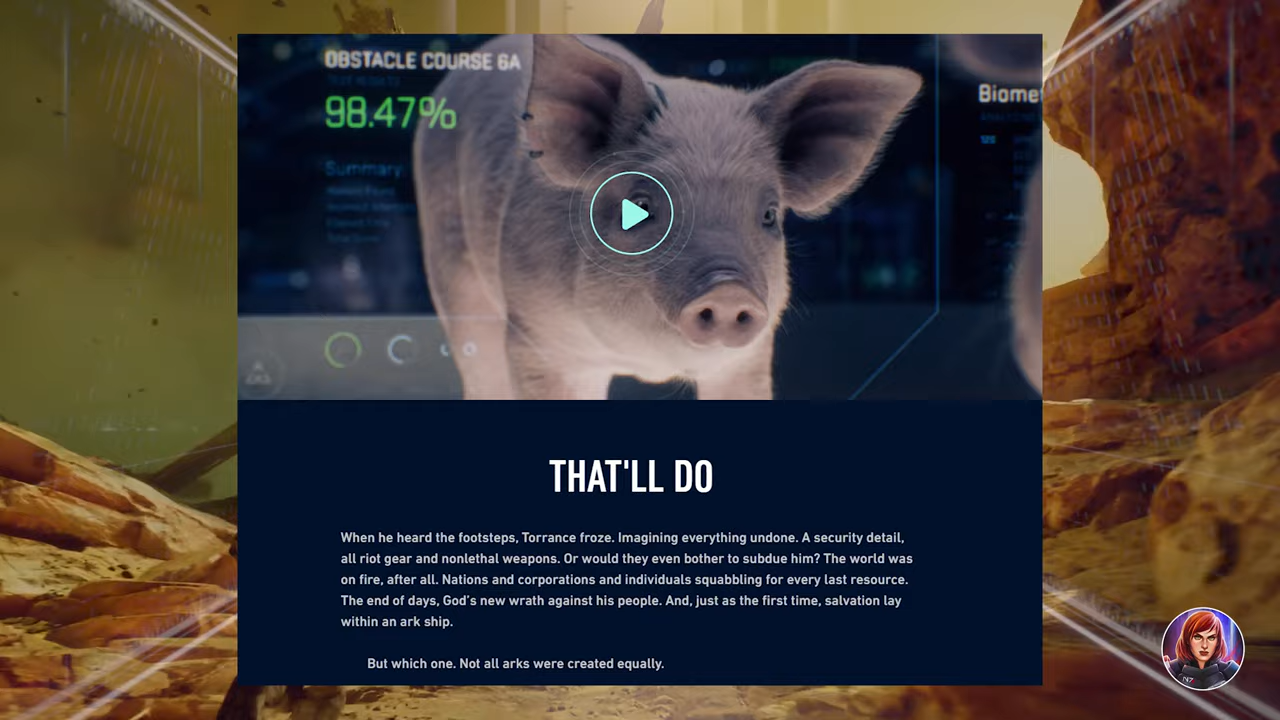 OBSTACLE COURSE 6A
98.47%
Summary
Biomet
THAT'LL DO
When he heard the footsteps, Torrance froze. Imagining everything undone. A security detail,
all riot gear and nonlethal weapons. Or would they even bother to subdue him? The world was
on fire, after all. Nations and corporations and individuals squabbling for every last resource.
The end of days, God's new wrath against his people. And, just as the first time, salvation lay
within an ark ship.
But which one. Not all arks were created equally.
N7